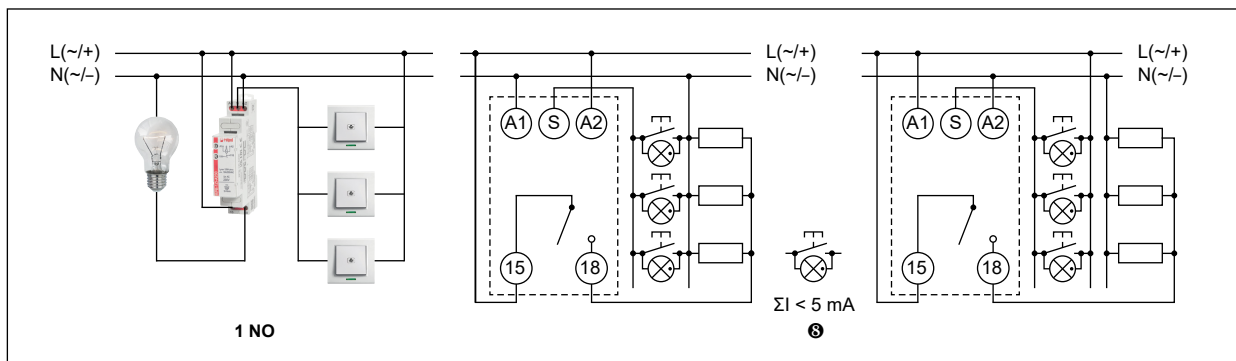 L(~/+)
N(~/–)
1 NO
L(~/+)
N(~/–)
A1
S
A2
15
18
ΣI < 5 mA
❽
L(~/+)
N(~/–)
A1
S
A2
15
18